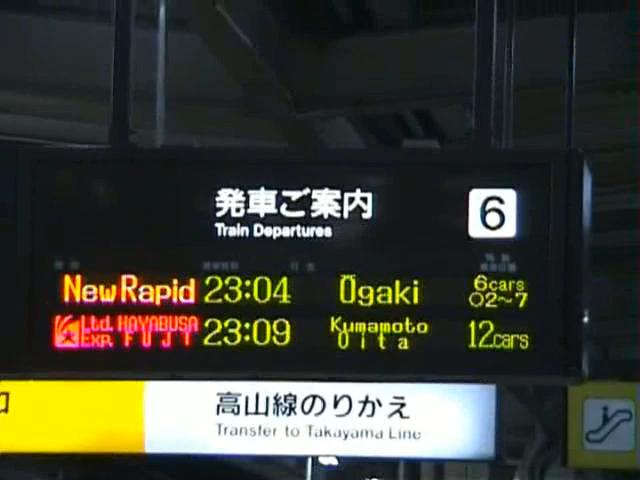 発車ご案内
Train Departures
6
New Rapid 23:04 Ōgaki 6cars ○2~7
Ltd. EXP. HAYABUSA FUJI 23:09 Kumamoto Oita 12cars
高山線のりかえ
Transfer to Takayama Line